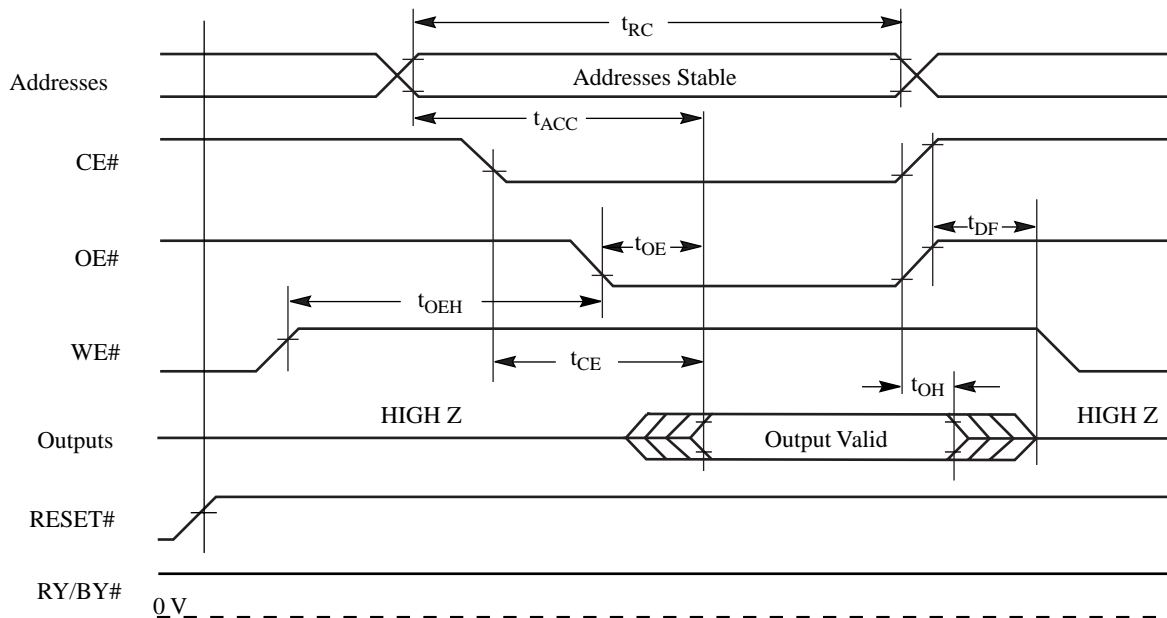 tRC
Addresses
Addresses Stable
tACC
CE#
tDF
OE#
tOE
tOEH
WE#
tCE
tOH
HIGH Z
HIGH Z
Outputs
Output Valid
RESET#
RY/BY#
0 V